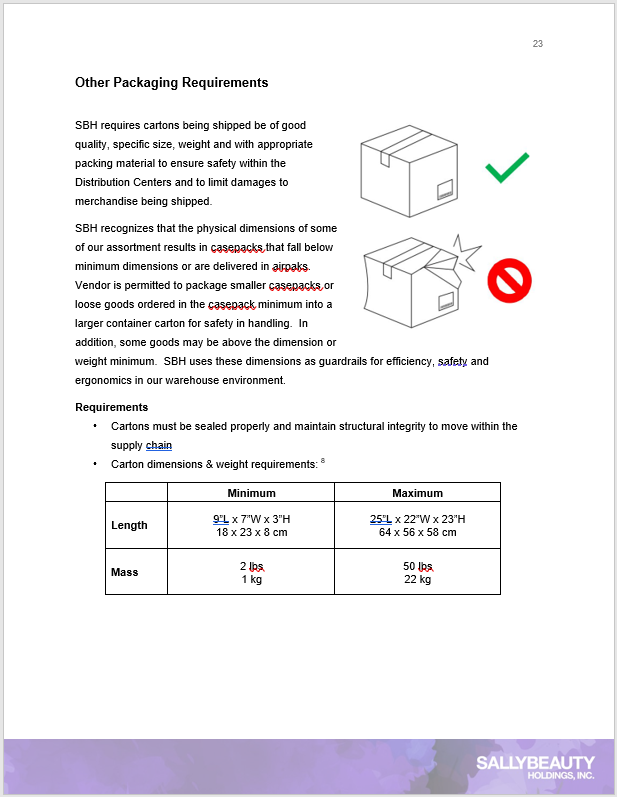 23
Other Packaging Requirements
SBH requires cartons being shipped be of good
quality, specific size, weight and with appropriate
packing material to ensure safety within the
Distribution Centers and to limit damages to
merchandise being shipped.
SBH recognizes that the physical dimensions of some
of our assortment results in casepacks that fall below
minimum dimensions or are delivered in airpaks.
Vendor is permitted to package smaller casepacks or
loose goods ordered in the casepack minimum into a
larger container carton for safety in handling.  In
addition, some goods may be above the dimension or
weight minimum.  SBH uses these dimensions as guardrails for efficiency, safety and
ergonomics in our warehouse environment.
Requirements
• Cartons must be sealed properly and maintain structural integrity to move within the
supply chain
• Carton dimensions & weight requirements: 8
Minimum Maximum
Length 9"L x 7"W x 3"H 25"L x 22"W x 23"H
18 x 23 x 8 cm 64 x 56 x 58 cm
Mass 2 lbs 50 lbs
1 kg 22 kg
SALLYBEAUTY
HOLDINGS, INC.